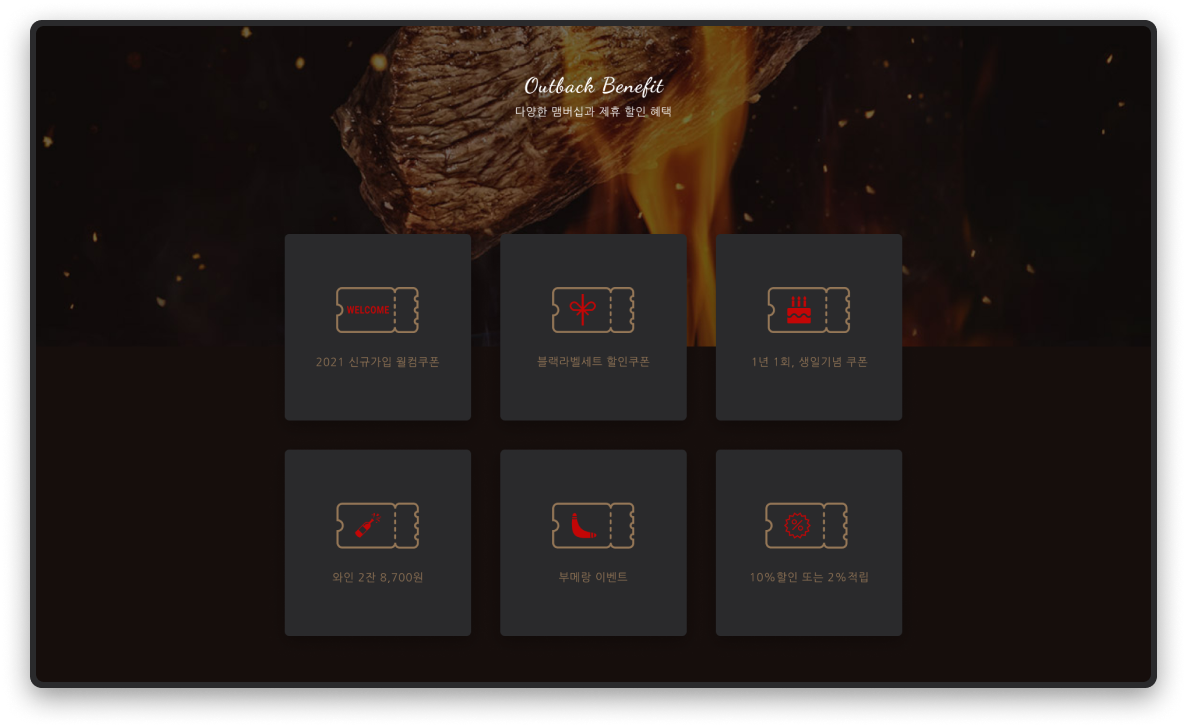 Outback Benefit
다양한 맴버십과 제휴 할인 혜택
WELCOME
2021 신규가입 웰컴쿠폰
블랙라벨세트 할인쿠폰
1년 1회, 생일기념 쿠폰
와인 2잔 8,700원
부메랑 이벤트
%
10%할인 또는 2%적립